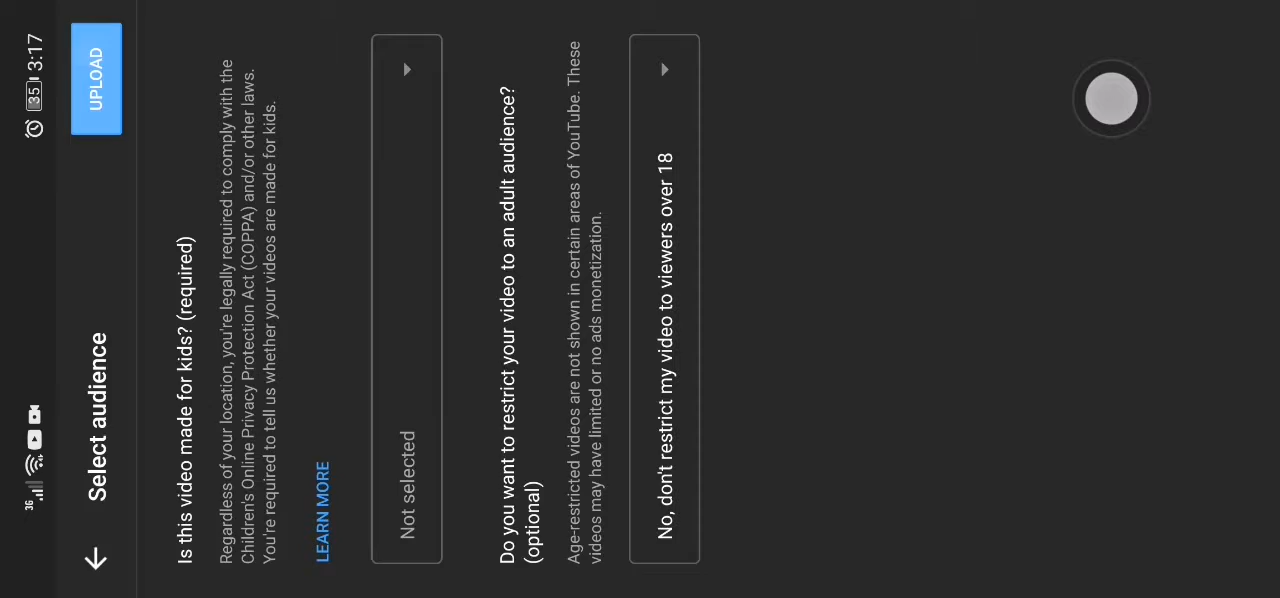 3G
35
3:17
Select audience
UPLOAD
Is this video made for kids? (required)
Regardless of your location, you're legally required to comply with the
Children's Online Privacy Protection Act (COPPA) and/or other laws.
You're required to tell us whether your videos are made for kids.
LEARN MORE
Not selected
Do you want to restrict your video to an adult audience?
(optional)
Age-restricted videos are not shown in certain areas of YouTube. These
videos may have limited or no ads monetization.
No, don't restrict my video to viewers over 18